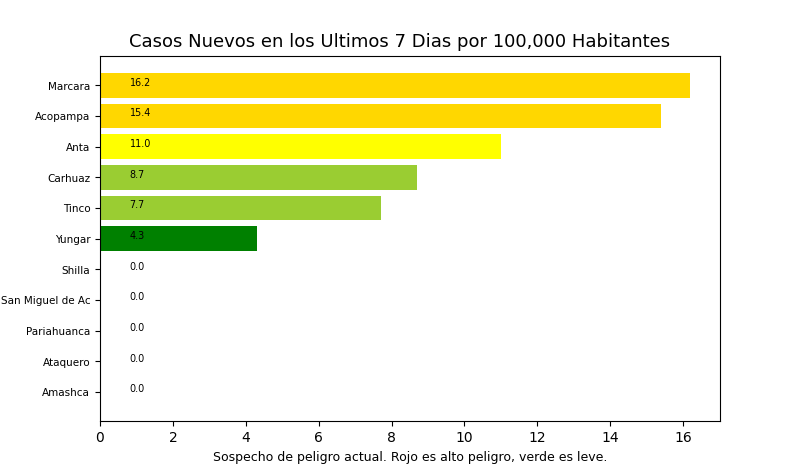 Casos Nuevos en los Ultimos 7 Dias por 100,000 Habitantes
Marcara 16.2
Acopampa 15.4
Anta 11.0
Carhuaz 8.7
Tinco 7.7
Yungar 4.3
Shilla 0.0
San Miguel de Ac 0.0
Pariahuanca 0.0
Ataquero 0.0
Amashca 0.0
0 2 4 6 8 10 12 14 16
Sospecho de peligro actual. Rojo es alto peligro, verde es leve.